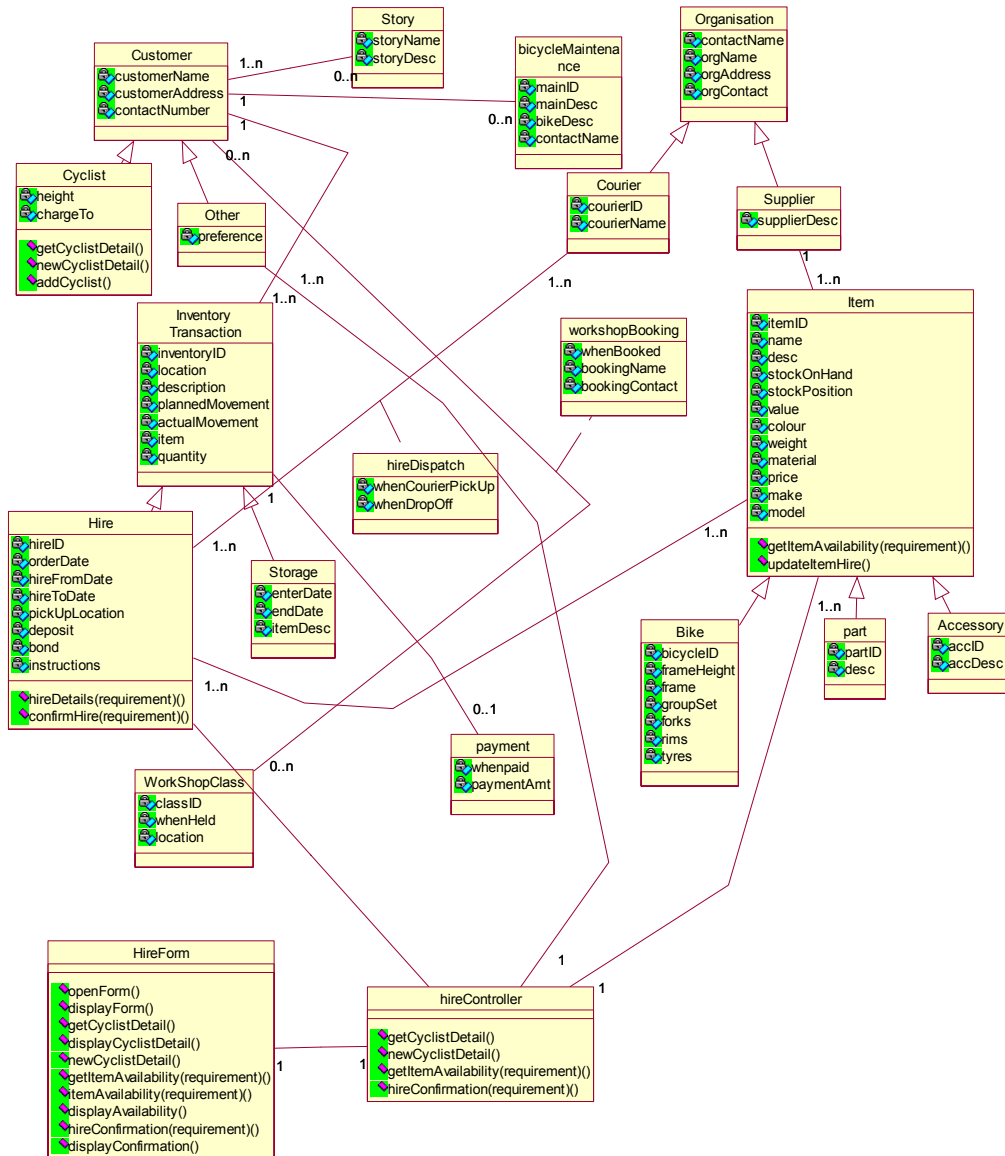 Story
storyName
storyDesc
Organisation
contactName
orgName
orgAddress
orgContact
Customer
customerName
customerAddress
contactNumber
bicycleMaintena
nce
mainID
mainDesc
bikeDesc
contactName
1..n
0..n
1
0..n
1
0..n
Cyclist
height
chargeTo
getCyclistDetail()
newCyclistDetail()
addCyclist()
Other
preference
Courier
courierID
courierName
Supplier
supplierDesc
1
1..n
1..n
1..n
1..n
Inventory
Transaction
inventoryID
location
description
plannedMovement
actualMovement
item
quantity
workshopBooking
whenBooked
bookingName
bookingContact
Item
itemID
name
desc
stockOnHand
stockPosition
value
colour
weight
material
price
make
model
getItemAvailability(requirement)()
updateItemHire()
hireDispatch
whenCourierPickUp
whenDropOff
1
1..n
1..n
Hire
hireID
orderDate
hireFromDate
hireToDate
pickUpLocation
deposit
bond
instructions
hireDetails(requirement)()
confirmHire(requirement)()
Storage
enterDate
endDate
itemDesc
1..n
Bike
bicycleID
frameHeight
frame
groupSet
forks
rims
tyres
1..n
part
partID
desc
Accessory
accID
accDesc
0..1
payment
whenpaid
paymentAmt
0..n
WorkShopClass
classID
whenHeld
location
HireForm
openForm()
displayForm()
getCyclistDetail()
displayCyclistDetail()
newCyclistDetail()
getItemAvailability(requirement)()
itemAvailability(requirement)()
displayAvailability()
hireConfirmation(requirement)()
displayConfirmation()
1
1
hireController
getCyclistDetail()
newCyclistDetail()
getItemAvailability(requirement)()
hireConfirmation(requirement)()
1
1